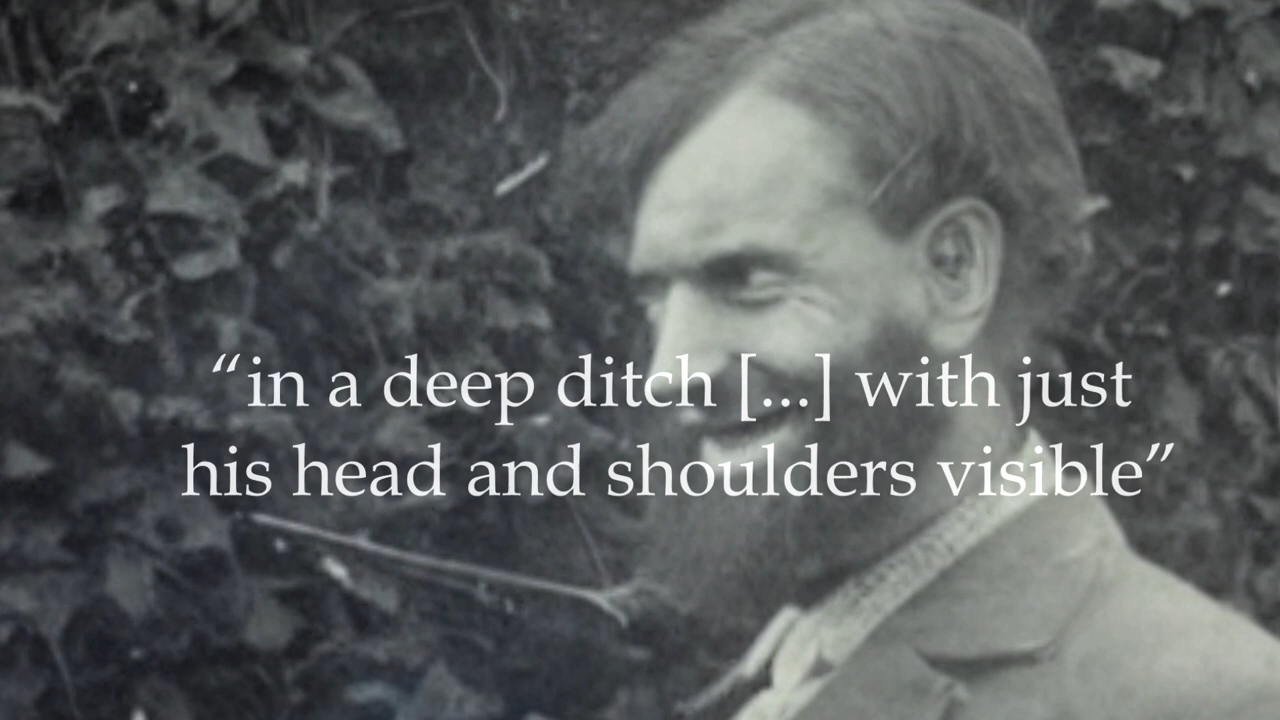 “in a deep ditch [...] with just
his head and shoulders visible”